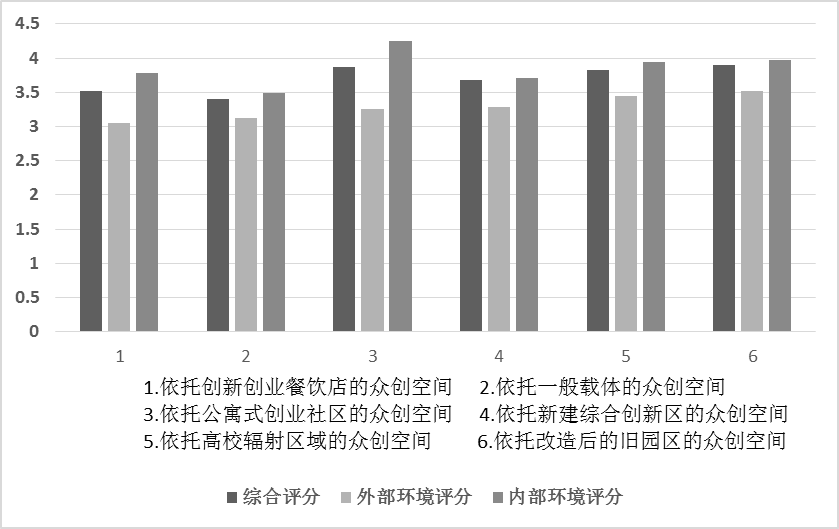 4.5
4
3.5
3
2.5
2
1.5
1
0.5
0
1 2 3 4 5 6
1.依托创新创业餐饮店的众创空间 2.依托一般载体的众创空间
3.依托公寓式创业社区的众创空间 4.依托新建综合创新区的众创空间
5.依托高校辐射区域的众创空间 6.依托改造后的旧园区的众创空间
综合评分 外部环境评分 内部环境评分